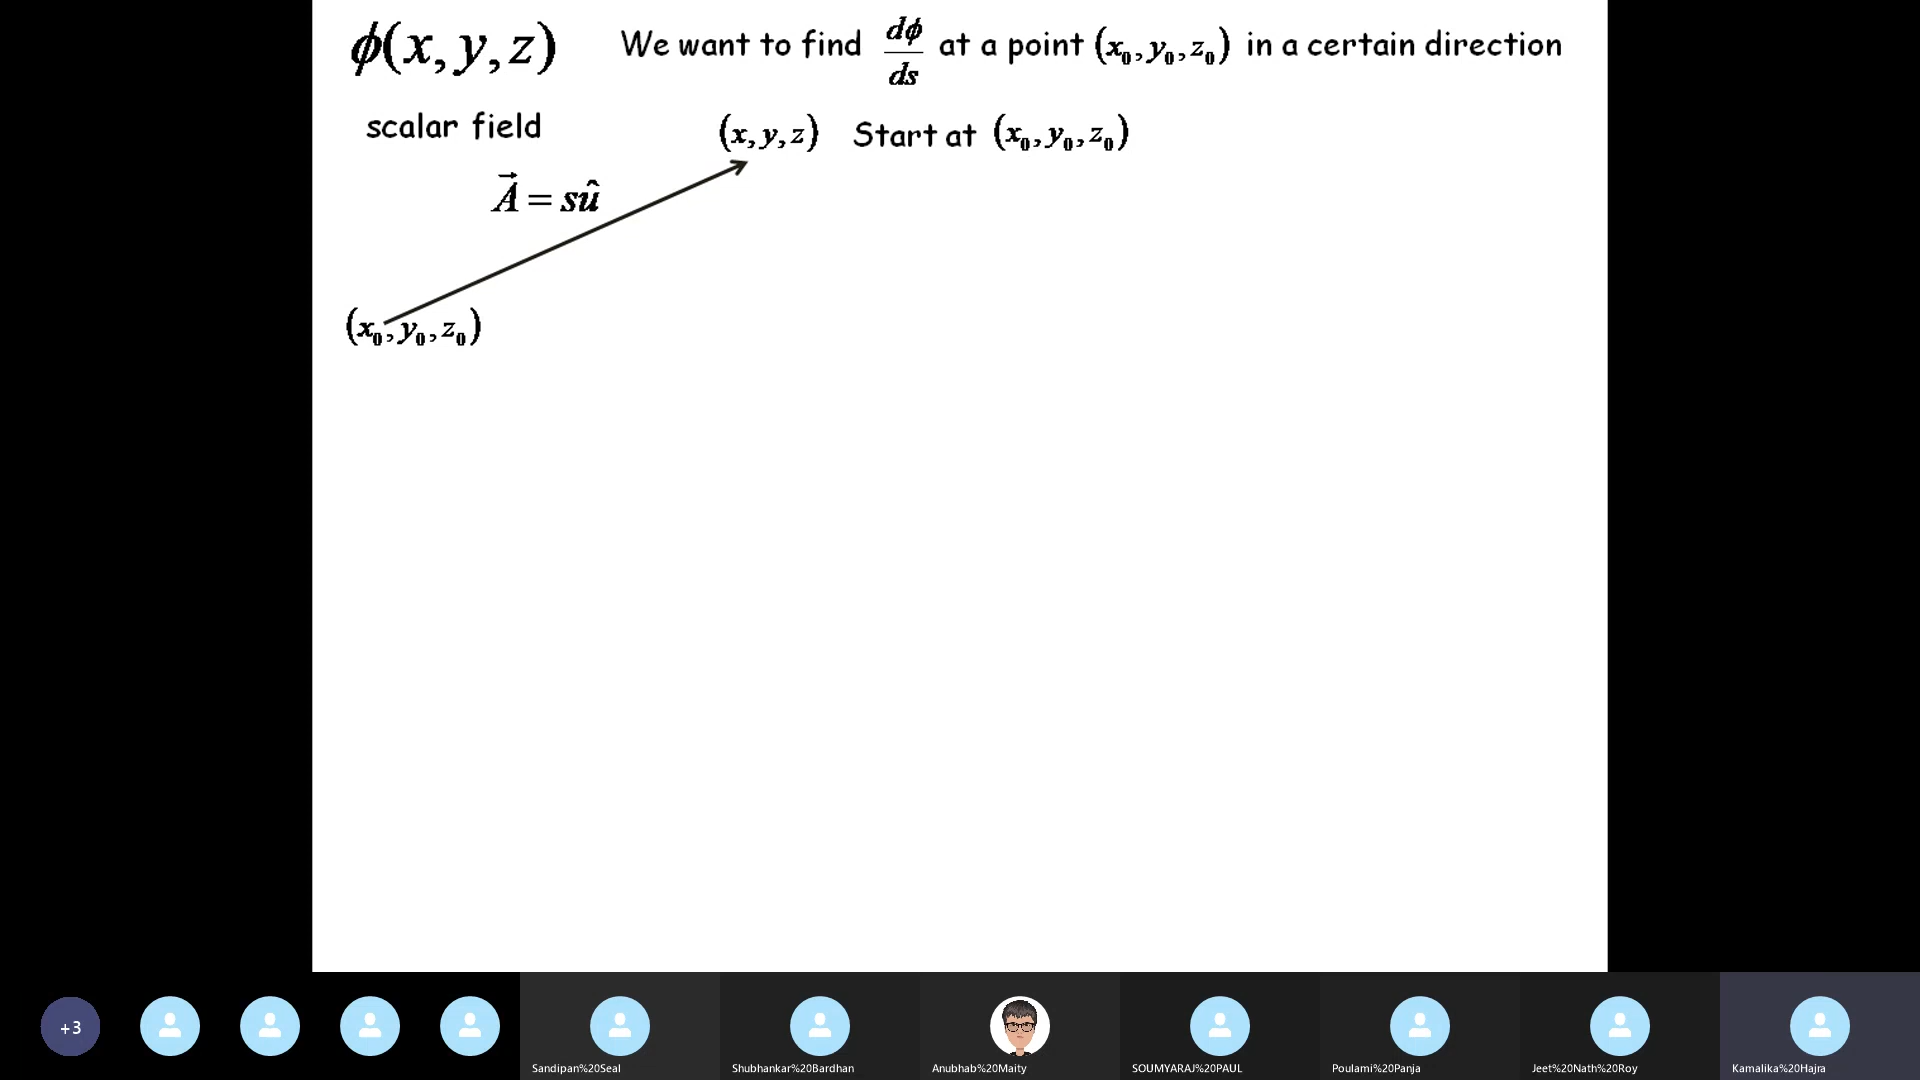 ϕ(x, y, z) We want to find dϕ/ds at a point (x₀, y₀, z₀) in a certain direction
scalar field
(x, y, z) Start at (x₀, y₀, z₀)
A⃗ = sû
(x₀, y₀, z₀)
+3
Sandipan%20Seal Shubhankar%20Bardhan Anubhab%20Maity SOUMYARAJ%20PAUL Poulami%20Panja Jeet%20Nath%20Roy Kamalika%20Hajra